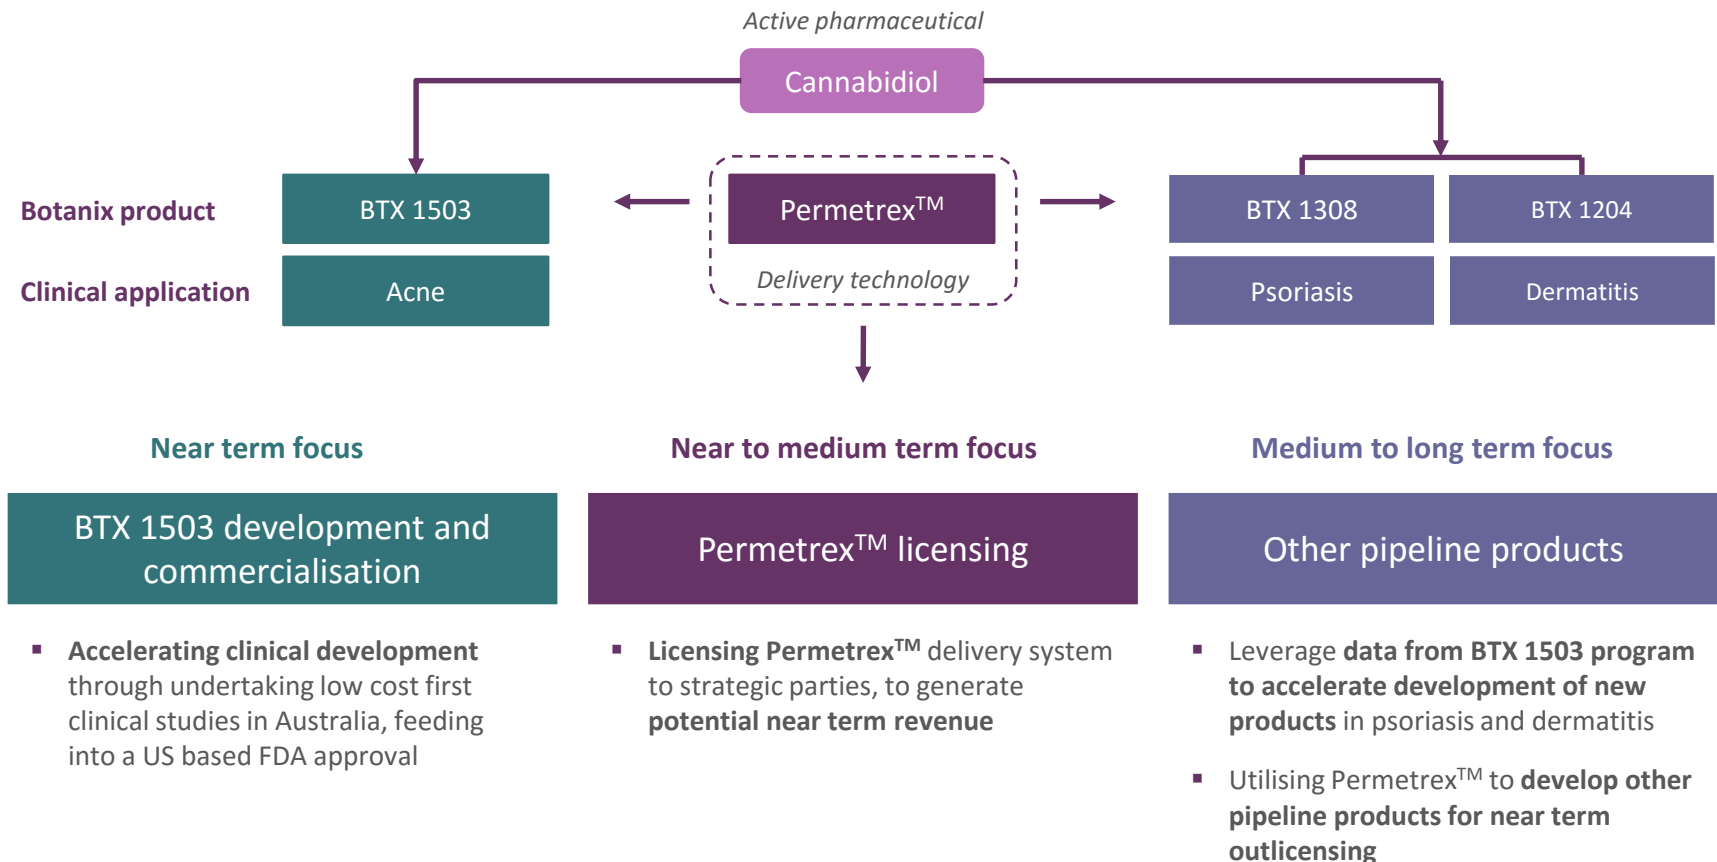 Active pharmaceutical
Cannabidiol
Botanix product
BTX 1503
Permetrex™
BTX 1308
BTX 1204
Clinical application
Acne
Delivery technology
Psoriasis
Dermatitis
Near term focus
BTX 1503 development and
commercialisation
▪ Accelerating clinical development
through undertaking low cost first
clinical studies in Australia, feeding
into a US based FDA approval
Near to medium term focus
Permetrex™ licensing
▪ Licensing Permetrex™ delivery system
to strategic parties, to generate
potential near term revenue
Medium to long term focus
Other pipeline products
▪ Leverage data from BTX 1503 program
to accelerate development of new
products in psoriasis and dermatitis
▪ Utilising Permetrex™ to develop other
pipeline products for near term
outlicensing